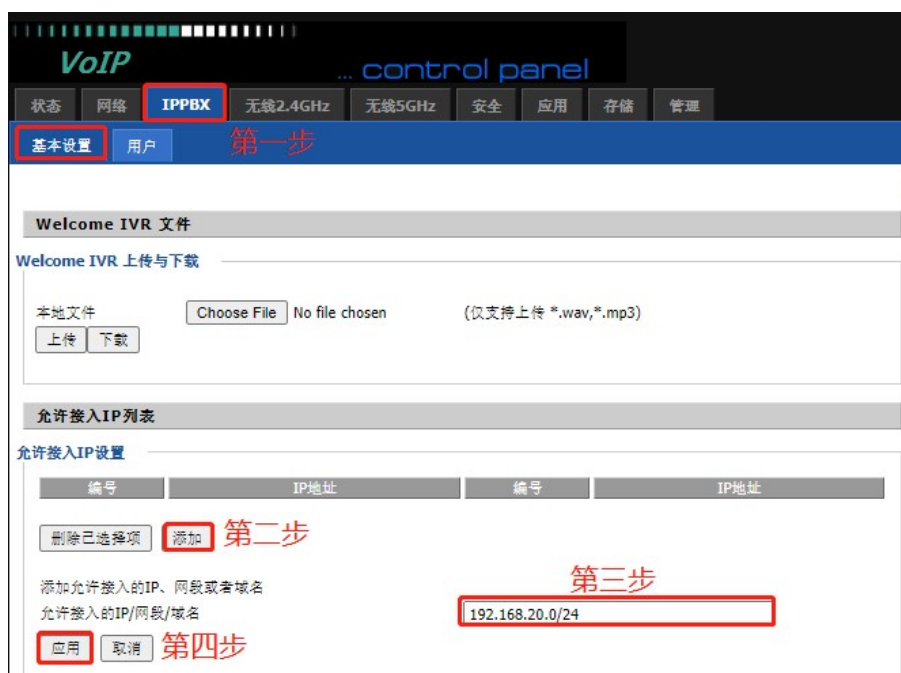 VoIP
... control panel
状态 网络 IPPBX 无线2.4GHz 无线5GHz 安全 应用 存储 管理
基本设置 用户 第一步
Welcome IVR 文件
Welcome IVR 上传与下载
本地文件 Choose File No file chosen (仅支持上传 *.wav,*.mp3)
上传 下载
允许接入IP列表
允许接入IP设置
编号 IP地址 编号 IP地址
删除已选择项 添加 第二步
添加允许接入的IP、网段或者域名 第三步
允许接入的IP/网段/域名 192.168.20.0/24
应用 取消 第四步